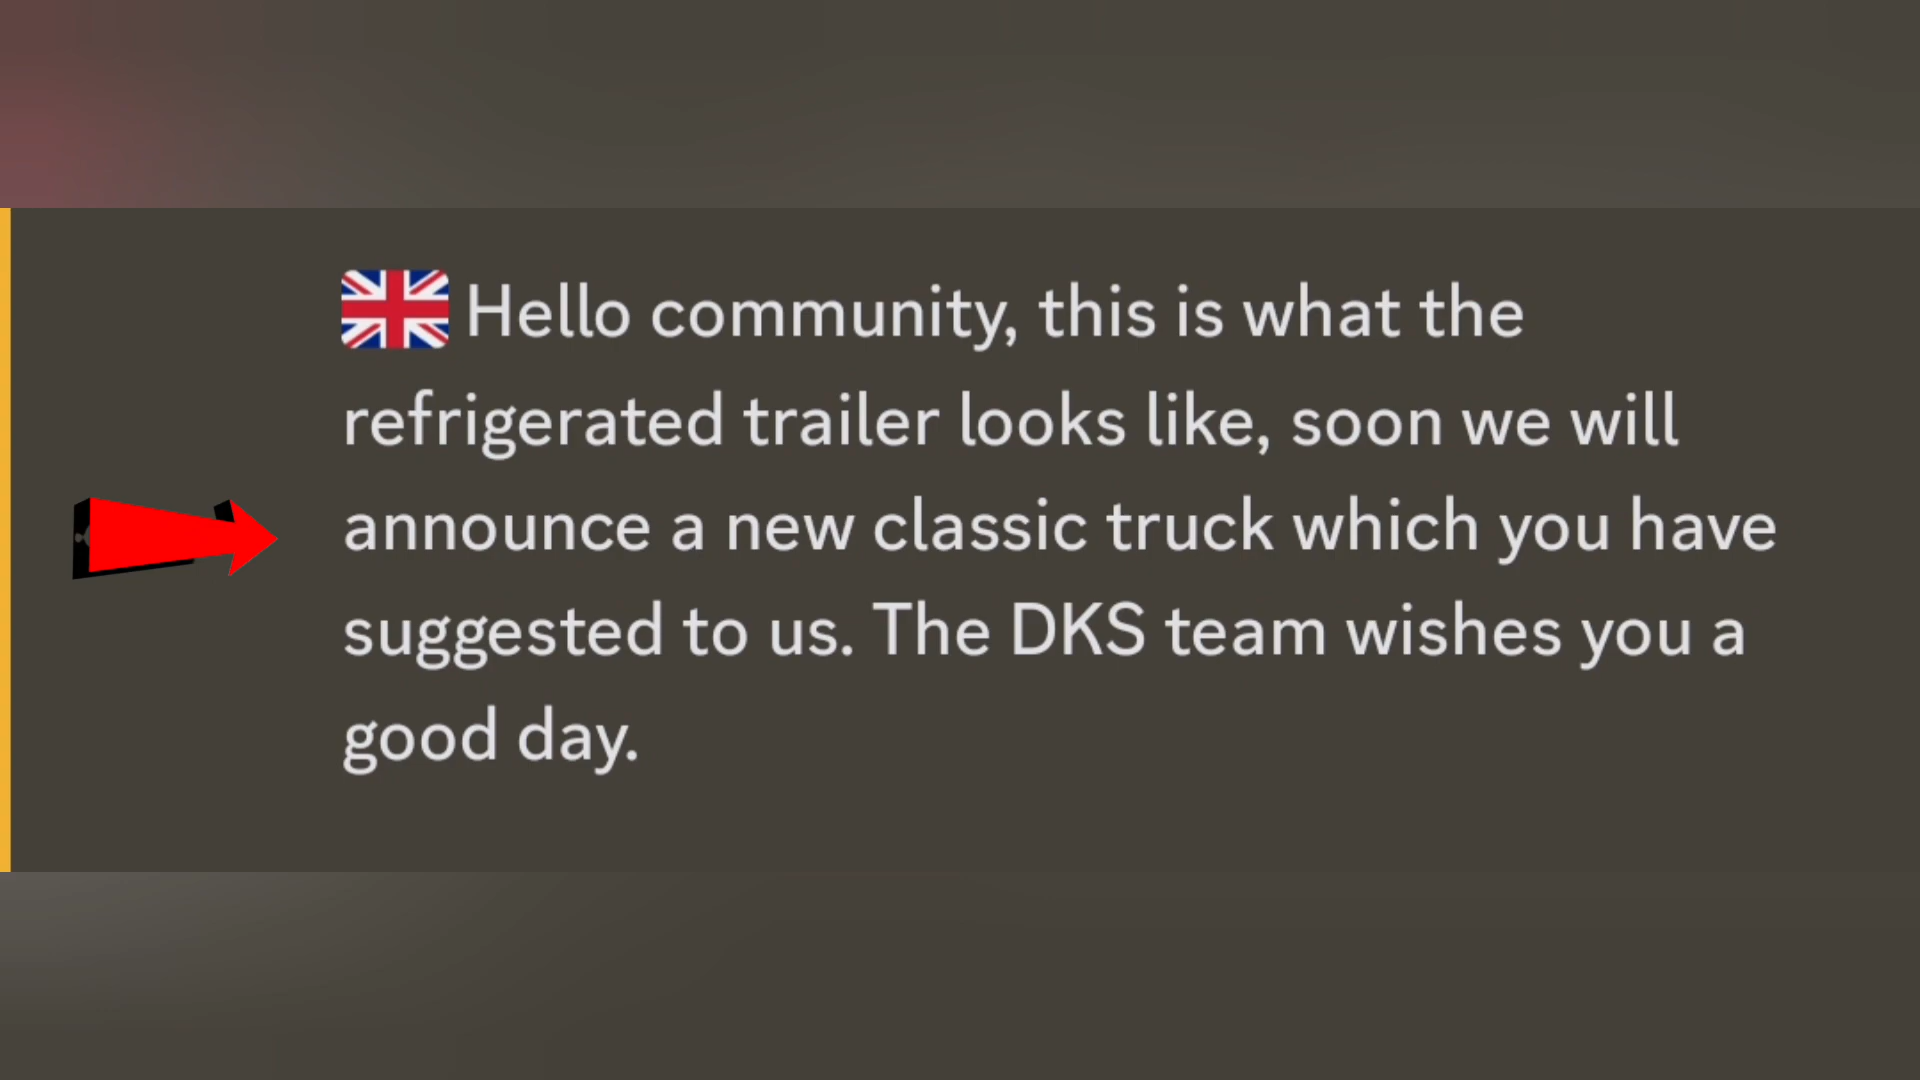 Hello community, this is what the
refrigerated trailer looks like, soon we will
announce a new classic truck which you have
suggested to us. The DKS team wishes you a
good day.